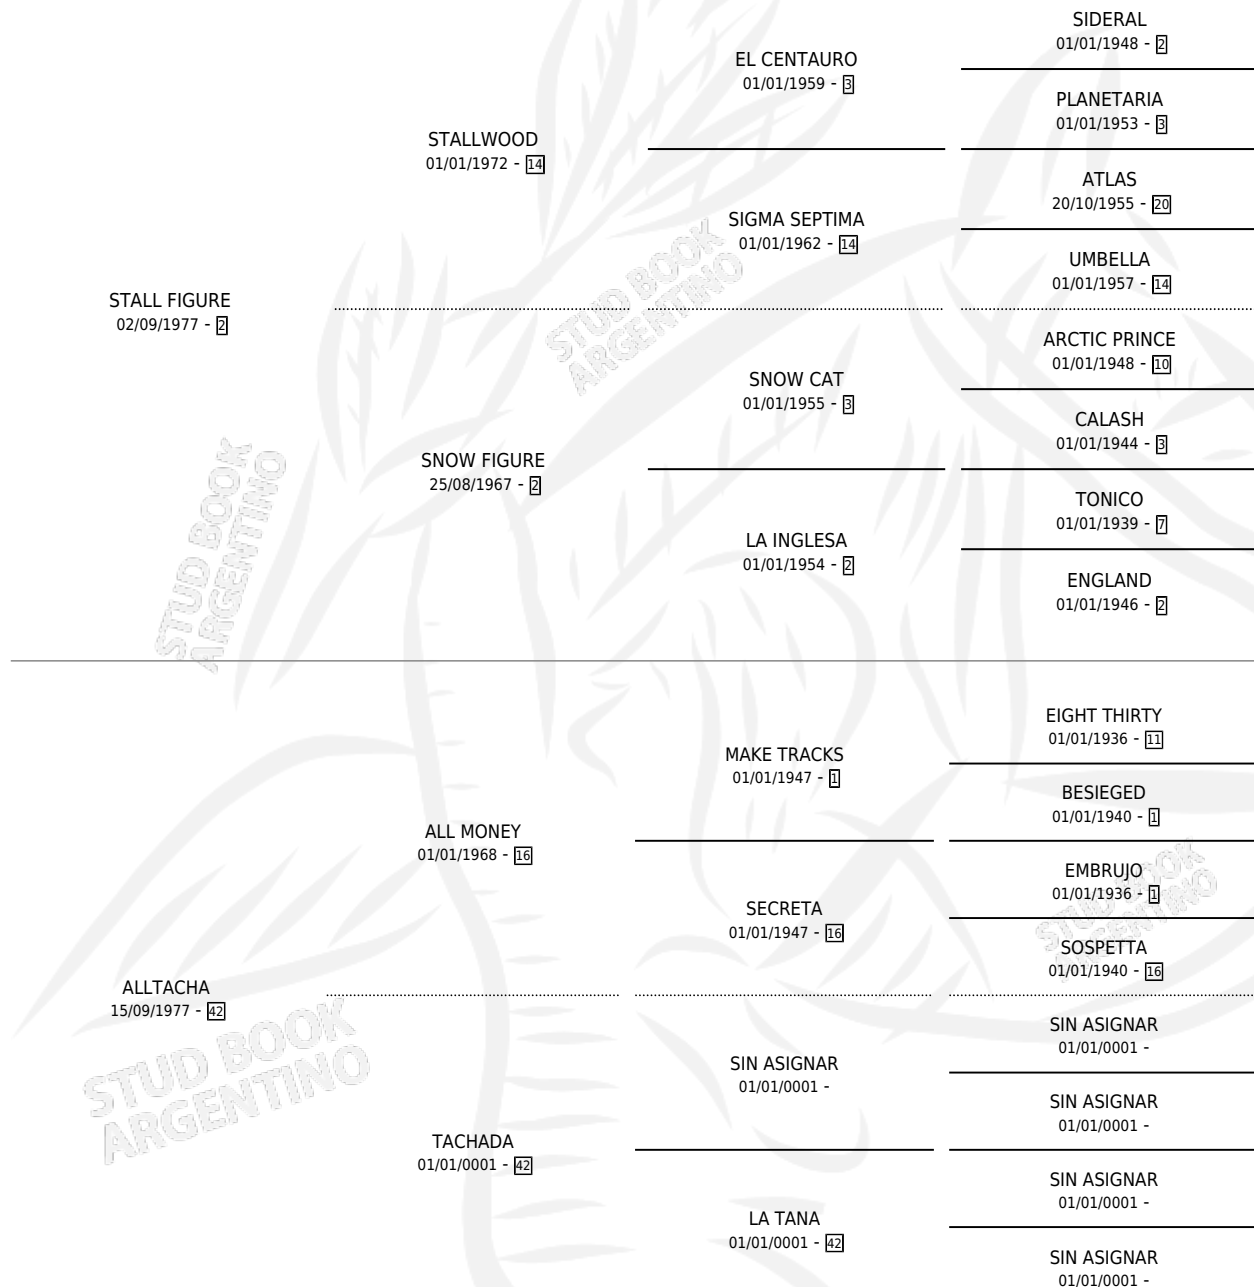 SIDERAL
01/01/1948 - 2
EL CENTAURO
01/01/1959 - 3
PLANETARIA
01/01/1953 - 3
STALLWOOD
01/01/1972 - 14
ATLAS
20/10/1955 - 20
SIGMA SEPTIMA
01/01/1962 - 14
UMBELLA
01/01/1957 - 14
STALL FIGURE
02/09/1977 - 2
ARCTIC PRINCE
01/01/1948 - 10
SNOW CAT
01/01/1955 - 3
CALASH
01/01/1944 - 3
SNOW FIGURE
25/08/1967 - 2
TONICO
01/01/1939 - 7
LA INGLESA
01/01/1954 - 2
ENGLAND
01/01/1946 - 2
EIGHT THIRTY
01/01/1936 - 11
MAKE TRACKS
01/01/1947 - 1
BESIEGED
01/01/1940 - 1
ALL MONEY
01/01/1968 - 16
EMBRUJO
01/01/1936 - 1
SECRETA
01/01/1947 - 16
SOSPETTA
01/01/1940 - 16
ALLTACHA
15/09/1977 - 42
SIN ASIGNAR
01/01/0001 -
SIN ASIGNAR
01/01/0001 -
SIN ASIGNAR
01/01/0001 -
TACHADA
01/01/0001 - 42
SIN ASIGNAR
01/01/0001 -
LA TANA
01/01/0001 - 42
SIN ASIGNAR
01/01/0001 -
STUD BOOK
ARGENTINO
STUD BOOK
ARGENTINO
STUD BOOK
ARGENTINO
STUD BOOK
ARGENTINO